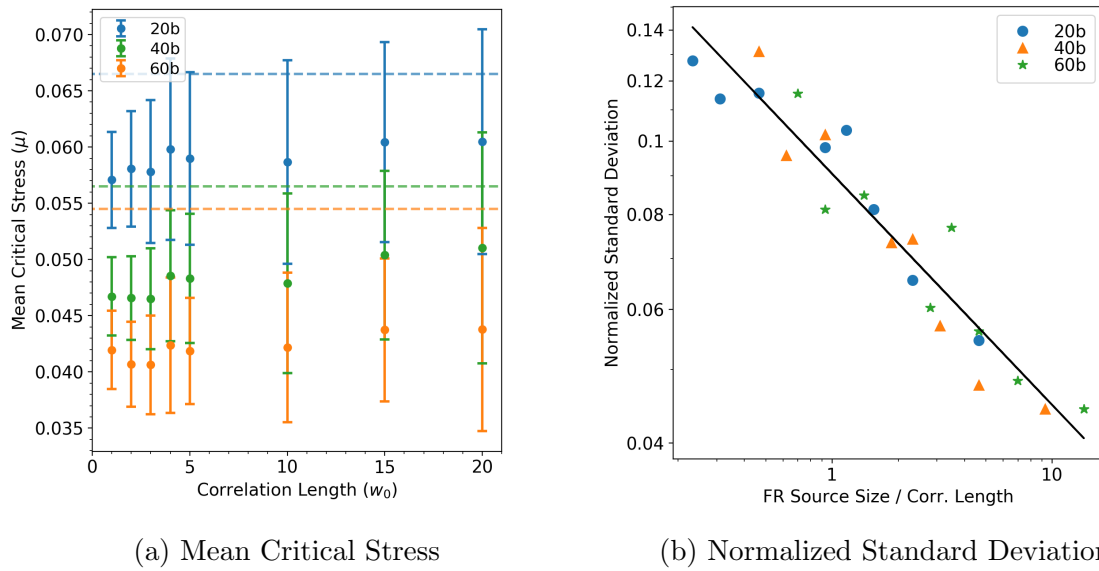 0.070
0.065
0.060
0.055
0.050
0.045
0.040
0.035
0
5
10
15
20
Mean Critical Stress (μ)
Correlation Length (w₀)
20b
40b
60b
(a) Mean Critical Stress
0.14
0.12
0.1
0.08
0.06
0.04
1
10
Normalized Standard Deviation
FR Source Size / Corr. Length
20b
40b
60b
(b) Normalized Standard Deviation